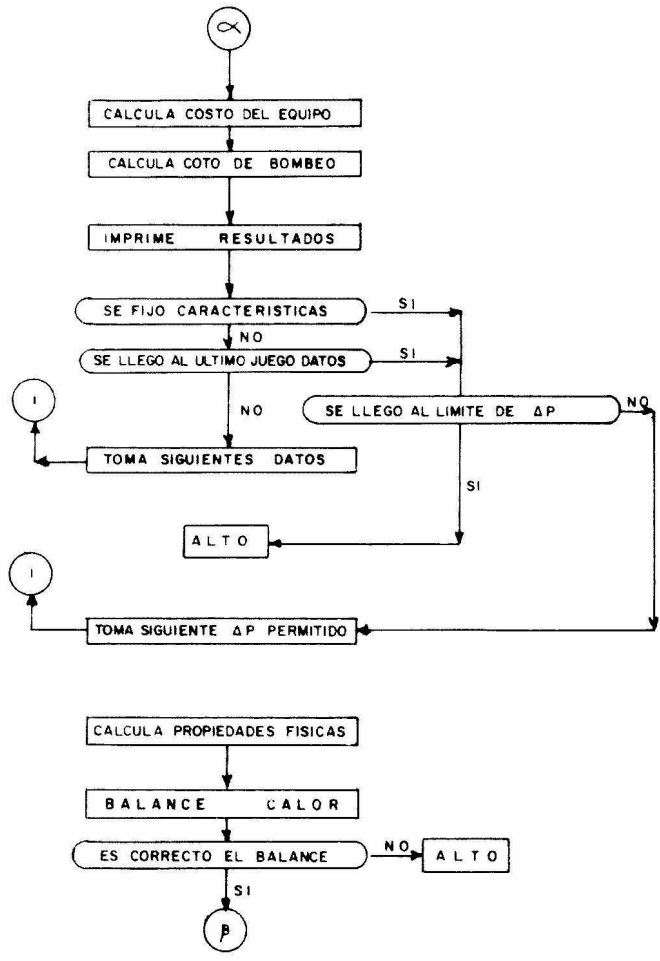 α
CALCULA COSTO DEL EQUIPO
CALCULA COTO DE BOMBEO
IMPRIME RESULTADOS
SE FIJO CARACTERISTICAS
SI
NO
SE LLEGO AL ULTIMO JUEGO DATOS
SI
NO
SE LLEGO AL LIMITE DE ΔP
NO
I
TOMA SIGUIENTES DATOS
SI
ALTO
I
TOMA SIGUIENTE ΔP PERMITIDO
CALCULA PROPIEDADES FISICAS
BALANCE CALOR
ES CORRECTO EL BALANCE
NO
ALTO
SI
β